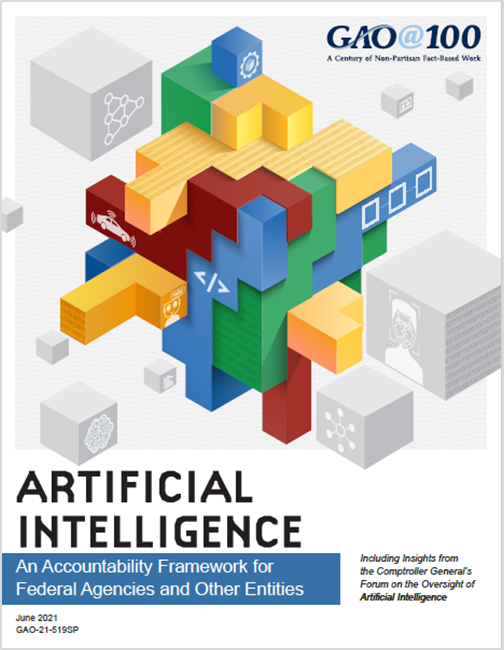 GAO@100
A Century of Non-Partisan Fact-Based Work
</>
ARTIFICIAL
INTELLIGENCE
An Accountability Framework for
Federal Agencies and Other Entities
Including Insights from
the Comptroller General's
Forum on the Oversight of
Artificial Intelligence
June 2021
GAO-21-519SP